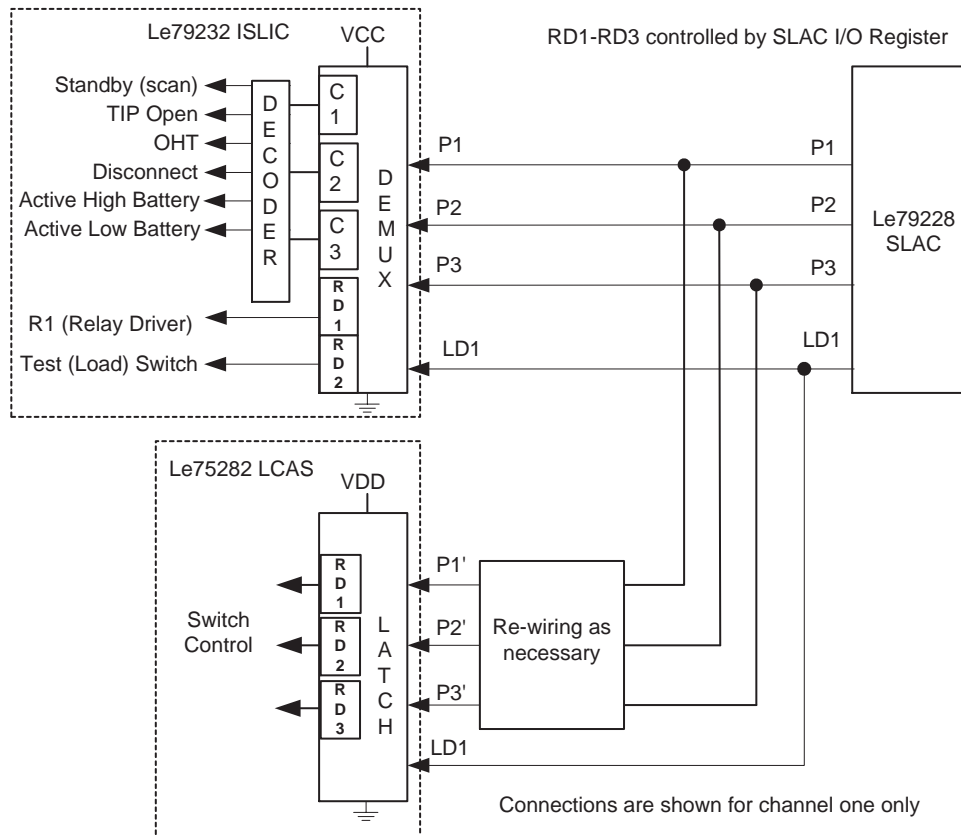 Le79232 ISLIC
VCC
RD1-RD3 controlled by SLAC I/O Register
Standby (scan)
TIP Open
OHT
Disconnect
Active High Battery
Active Low Battery
R1 (Relay Driver)
Test (Load) Switch
DECODER
C1
C2
C3
RD1
RD2
DEMUX
P1
P2
P3
LD1
P1
P2
P3
LD1
Le79228
SLAC
Le75282 LCAS
VDD
Switch
Control
RD1
RD2
RD3
LATCH
P1'
P2'
P3'
LD1
Re-wiring as
necessary
Connections are shown for channel one only